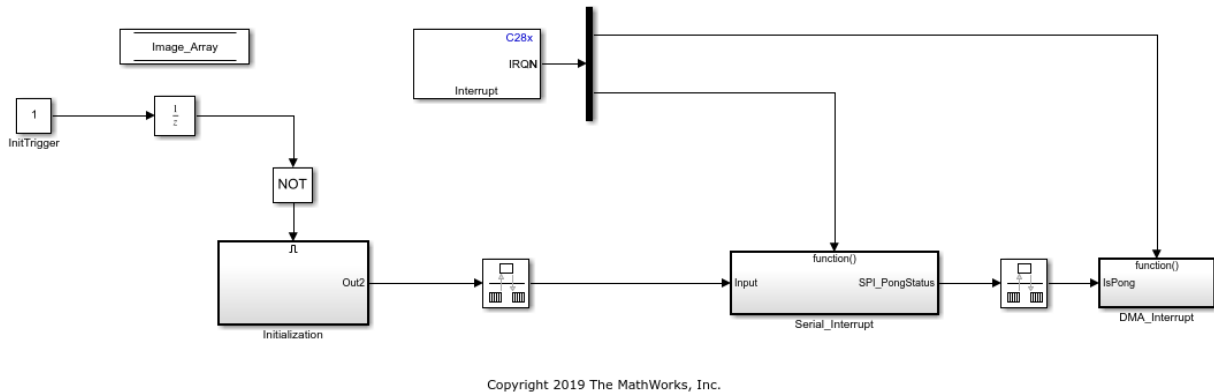 Image_Array
C28x
IRQN
Interrupt
1
InitTrigger
1
z
NOT
Out2
Initialization
function()
Input
SPI_PongStatus
Serial_Interrupt
function()
IsPong
DMA_Interrupt
Copyright 2019 The MathWorks, Inc.